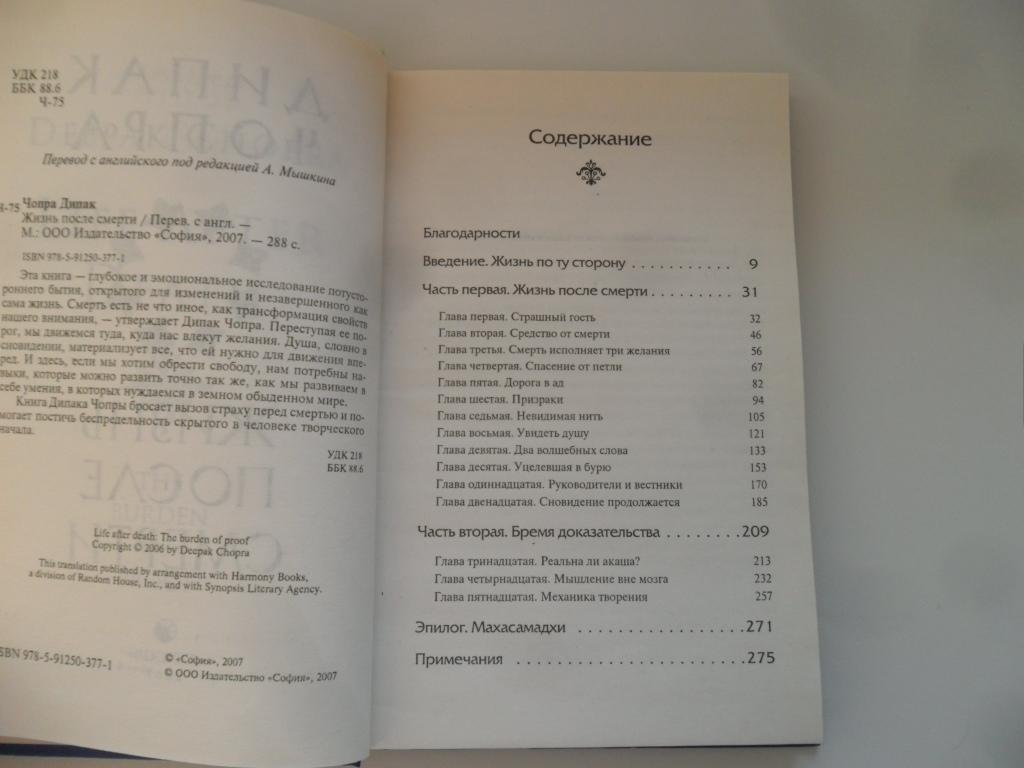 УДК 218
ББК 88.6
Ч-75
Перевод с английского под редакцией А. Мышкина
Ч-75 Чопра Дипак
Жизнь после смерти / Перев. с англ. —
М.: ООО Издательство «София», 2007. — 288 с.
ISBN 978-5-91250-377-1
Эта книга — глубокое и эмоциональное исследование потусто-
роннего бытия, открытого для изменений и незавершенного как
сама жизнь. Смерть есть не что иное, как трансформация свойств
нашего внимания, — утверждает Дипак Чопра. Переступая ее по-
рог, мы движемся туда, куда нас влекут желания. Душа, словно в
сновидении, материализует все, что ей нужно для движения впе-
ред. И здесь, если мы хотим обрести свободу, нам потребны на-
выки, которые можно развить точно так же, как мы развиваем в
себе умения, в которых нуждаемся в земном обыденном мире.
Книга Дипака Чопры бросает вызов страху перед смертью и по-
могает постичь беспредельность скрытого в человеке творческого
начала.
УДК 218
ББК 88.6
Life after death: The burden of proof
Copyright © 2006 by Deepak Chopra
This translation published by arrangement with Harmony Books,
a division of Random House, Inc., and with Synopsis Literary Agency.
ISBN 978-5-91250-377-1
© «София», 2007
© ООО Издательство «София», 2007
Содержание
Благодарности
Введение. Жизнь по ту сторону . . . . . . . . . . . 9
Часть первая. Жизнь после смерти . . . . . . . . . 31
Глава первая. Страшный гость 32
Глава вторая. Средство от смерти 46
Глава третья. Смерть исполняет три желания 56
Глава четвертая. Спасение от петли 67
Глава пятая. Дорога в ад 82
Глава шестая. Призраки 94
Глава седьмая. Невидимая нить 105
Глава восьмая. Увидеть душу 121
Глава девятая. Два волшебных слова 133
Глава десятая. Уцелевшая в бурю 153
Глава одиннадцатая. Руководители и вестники 170
Глава двенадцатая. Сновидение продолжается 185
Часть вторая. Бремя доказательства . . . . . . . . 209
Глава тринадцатая. Реальна ли акаша? 213
Глава четырнадцатая. Мышление вне мозга 232
Глава пятнадцатая. Механика творения 257
Эпилог. Махасамадхи . . . . . . . . . . . . . . . . . 271
Примечания . . . . . . . . . . . . . . . . . . . . . . . 275